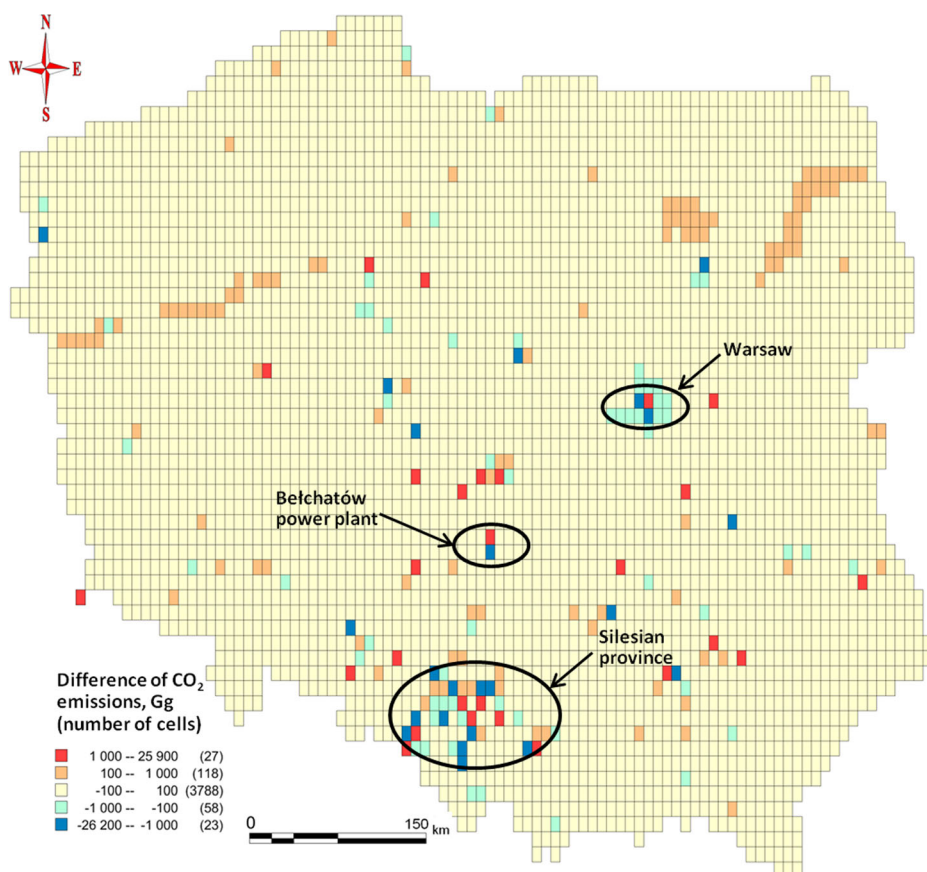 N
W E
S
Warsaw
Bełchatów
power plant
Silesian
province
Difference of CO₂
emissions, Gg
(number of cells)
1 000 -- 25 900 (27)
100 -- 1 000 (118)
-100 -- 100 (3788)
-1 000 -- -100 (58)
-26 200 -- -1 000 (23)
0 150 km